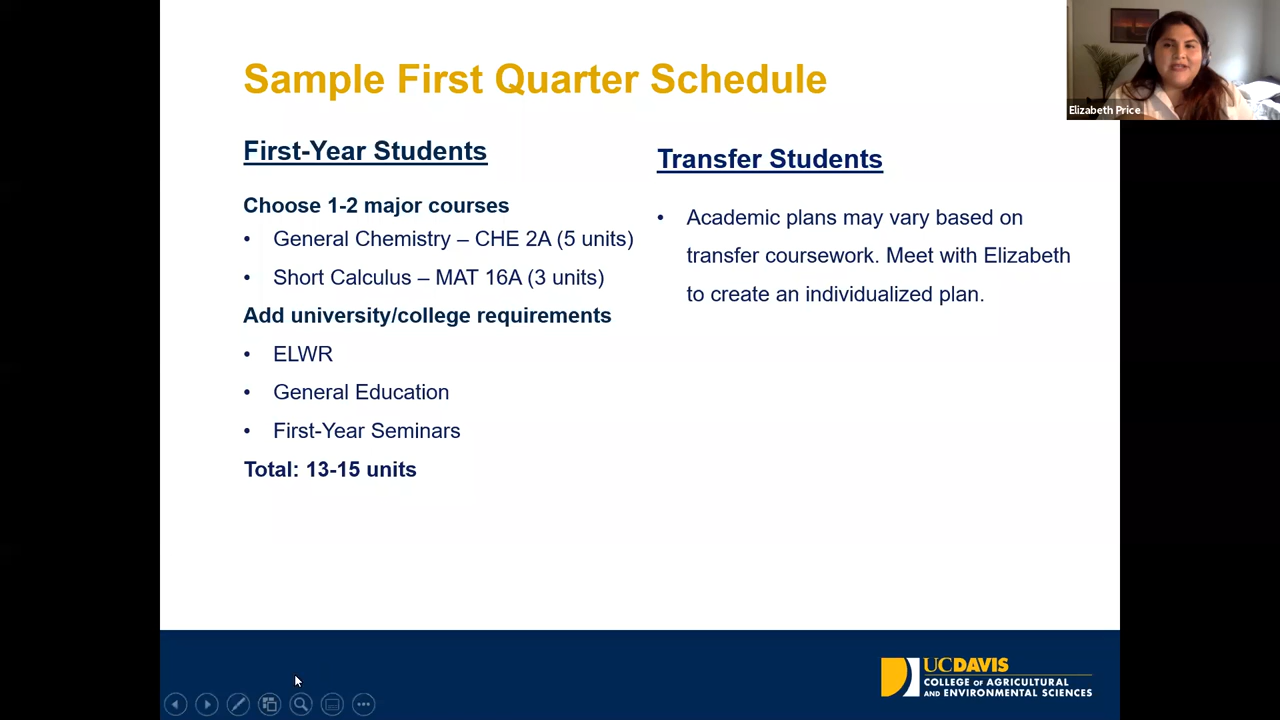 Sample First Quarter Schedule
First-Year Students
Choose 1-2 major courses
• General Chemistry – CHE 2A (5 units)
• Short Calculus – MAT 16A (3 units)
Add university/college requirements
• ELWR
• General Education
• First-Year Seminars
Total: 13-15 units
Transfer Students
• Academic plans may vary based on
transfer coursework. Meet with Elizabeth
to create an individualized plan.
Elizabeth Price
UCDAVIS
COLLEGE OF AGRICULTURAL
AND ENVIRONMENTAL SCIENCES